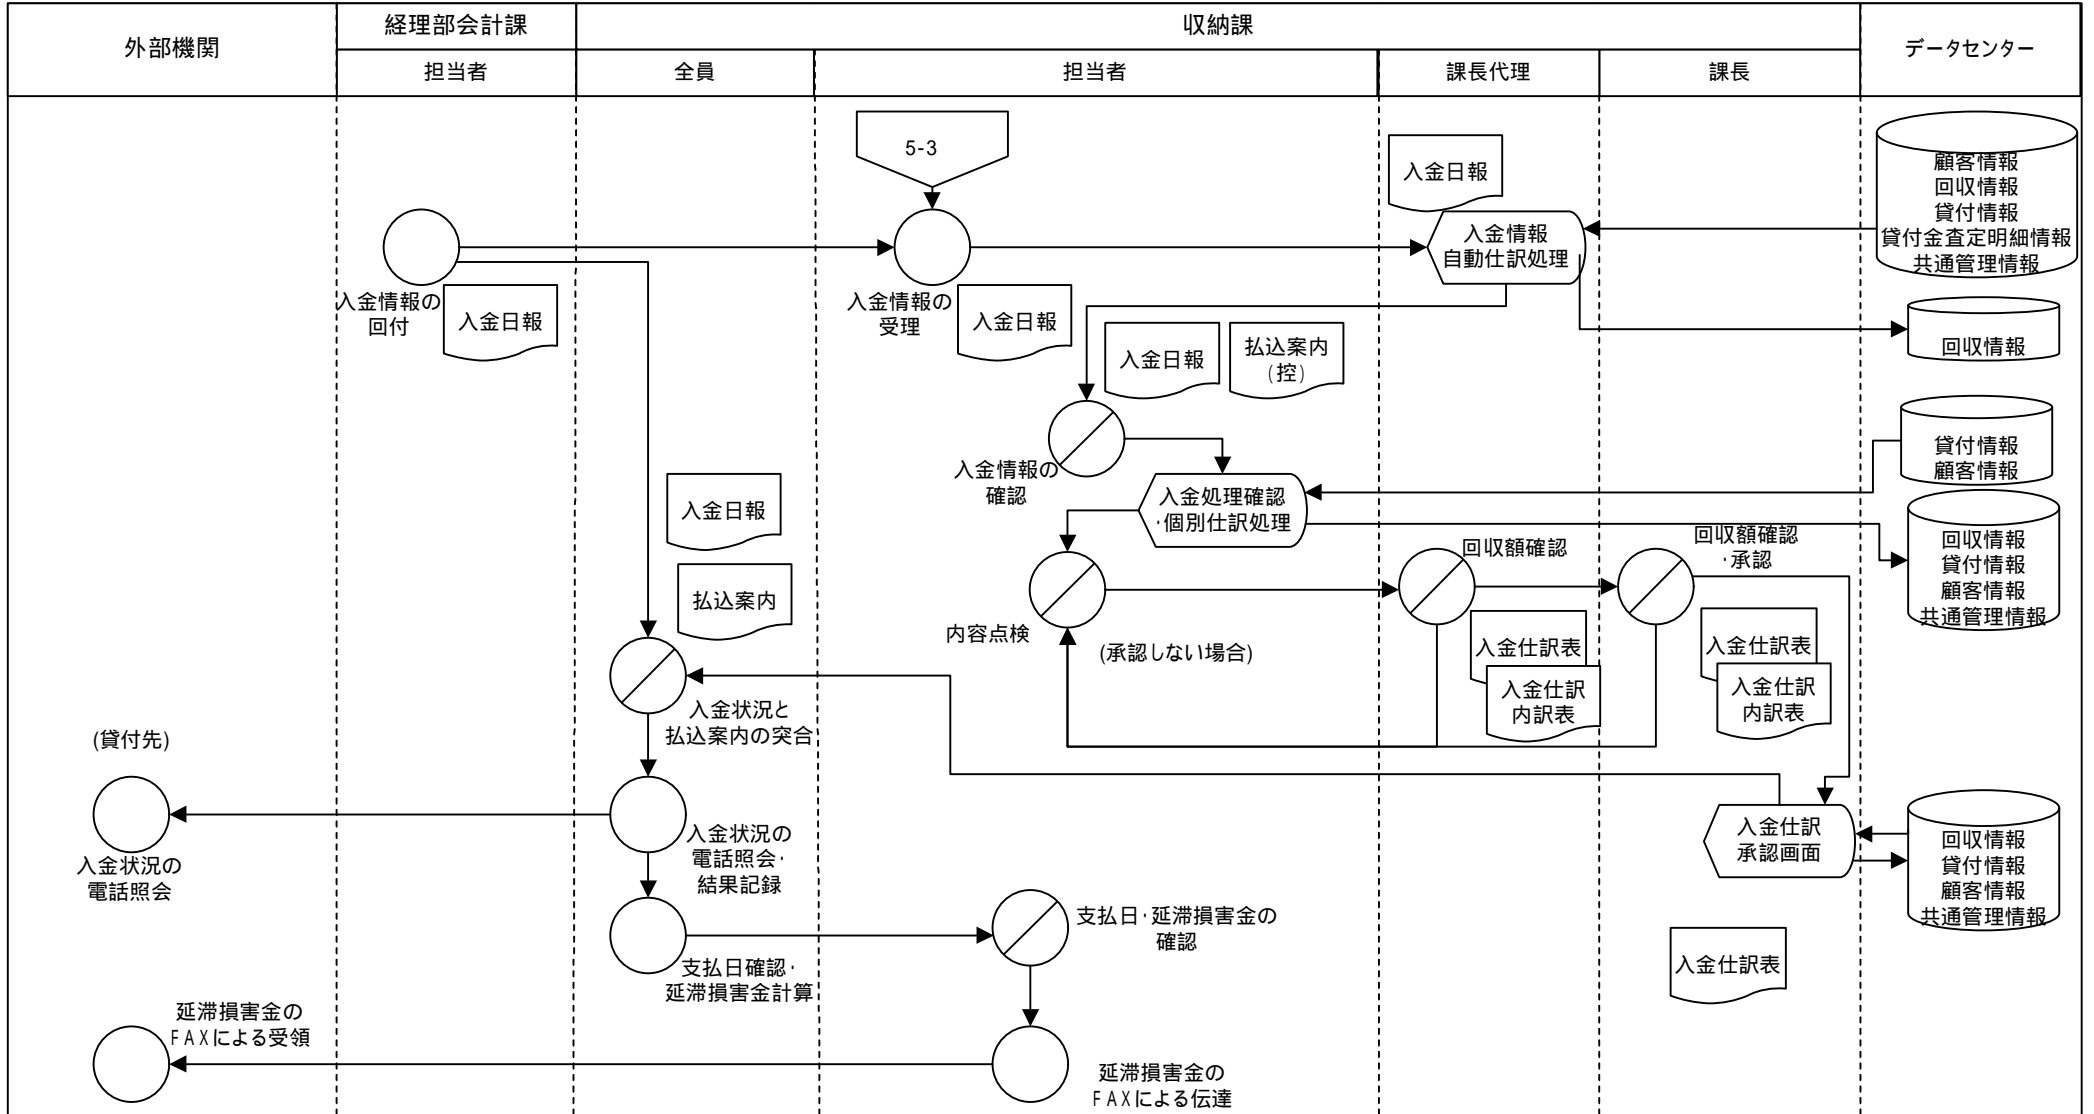 外部機関
経理部会計課
収納課
データセンター
担当者
全員
担当者
課長代理
課長
5-3
入金日報
顧客情報
回収情報
貸付情報
貸付金査定明細情報
共通管理情報
入金情報
自動仕訳処理
入金情報の
回付
入金日報
入金情報の
受理
入金日報
回収情報
入金日報
払込案内
(控)
貸付情報
顧客情報
入金情報の
確認
入金処理確認
・個別仕訳処理
入金日報
回収情報
貸付情報
顧客情報
共通管理情報
回収額確認
回収額確認
・承認
払込案内
内容点検
(承認しない場合)
入金仕訳表
入金仕訳
内訳表
入金仕訳表
入金仕訳
内訳表
入金状況と
払込案内の突合
(貸付先)
入金状況の
電話照会
入金状況の
電話照会・
結果記録
入金仕訳
承認画面
回収情報
貸付情報
顧客情報
共通管理情報
支払日・延滞損害金の
確認
支払日確認・
延滞損害金計算
入金仕訳表
延滞損害金の
FAXによる受領
延滞損害金の
FAXによる伝達